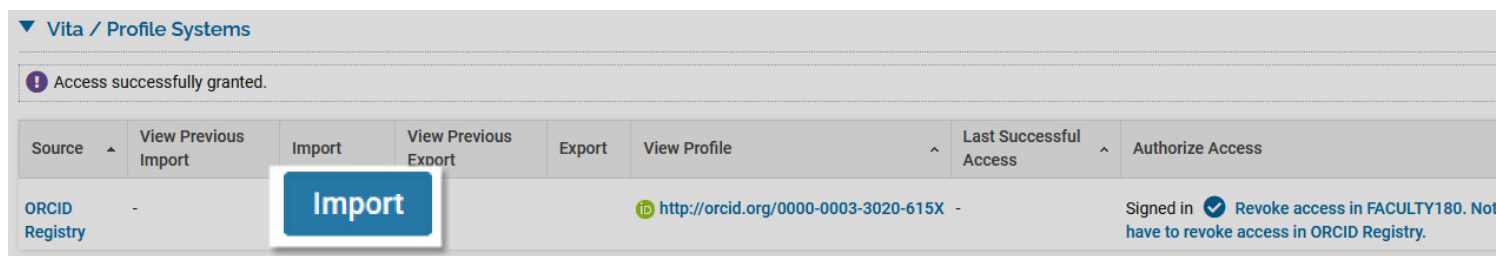 Vita / Profile Systems
Access successfully granted.
Source
View Previous
Import
Import
View Previous
Export
Export
View Profile
Last Successful
Access
Authorize Access
ORCID
Registry
-
Import
iD http://orcid.org/0000-0003-3020-615X
-
Signed in Revoke access in FACULTY180. Not
have to revoke access in ORCID Registry.